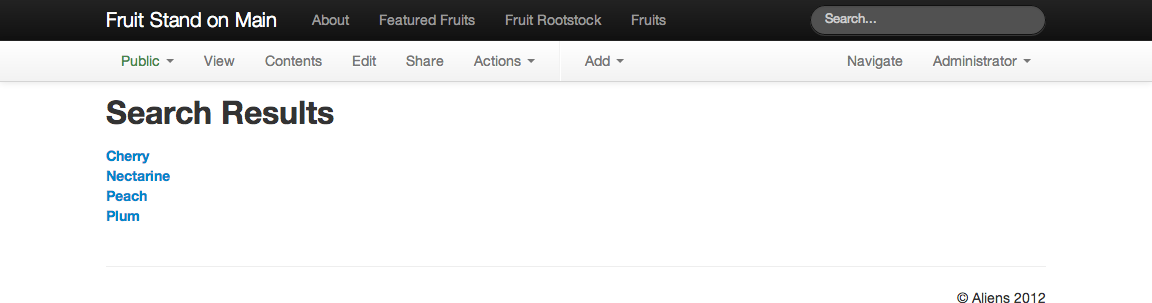 Fruit Stand on Main About Featured Fruits Fruit Rootstock Fruits Search...
Public View Contents Edit Share Actions Add Navigate Administrator
Search Results
Cherry
Nectarine
Peach
Plum
© Aliens 2012